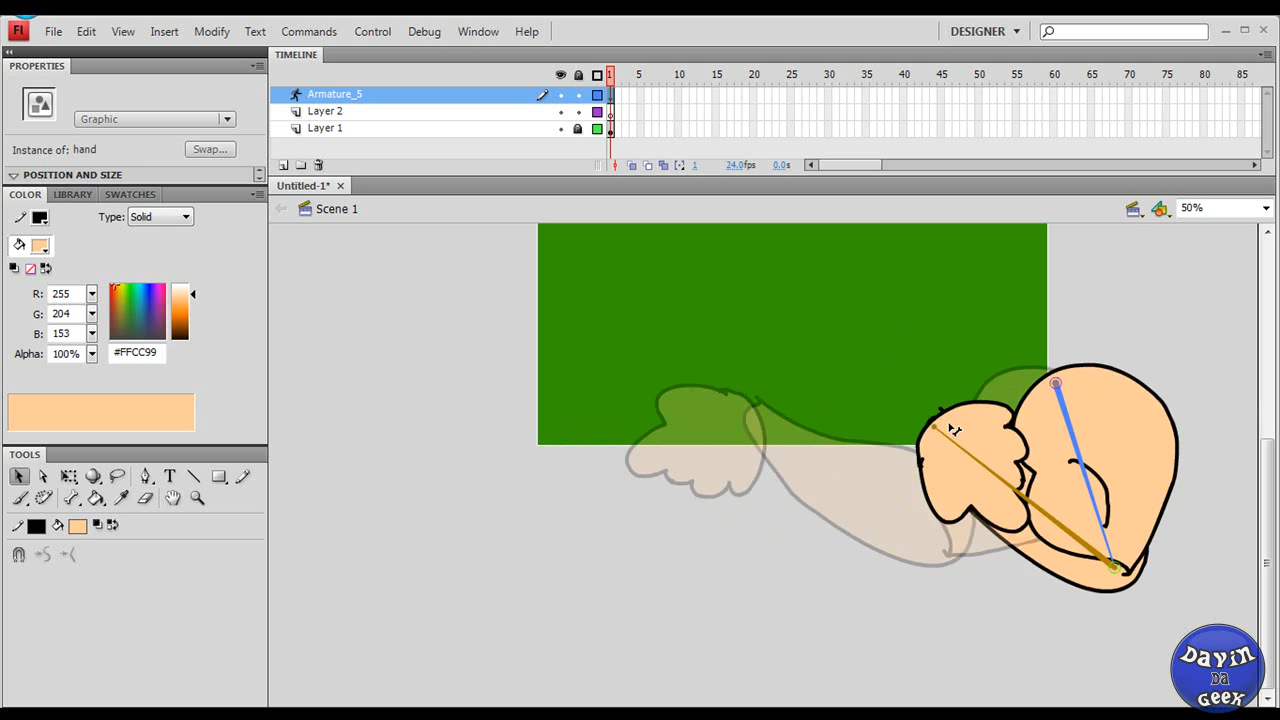 Fl File Edit View Insert Modify Text Commands Control Debug Window Help DESIGNER
PROPERTIES
Graphic
Instance of: hand Swap...
POSITION AND SIZE
COLOR LIBRARY SWATCHES
Type: Solid
R: 255
G: 204
B: 153
Alpha: 100% #FFCC99
TOOLS
TIMELINE
1 5 10 15 20 25 30 35 40 45 50 55 60 65 70 75 80 85
Armature_5
Layer 2
Layer 1
1 24.0fps 0.0s
Untitled-1*
Scene 1 50%
Dayin
Da
Geek